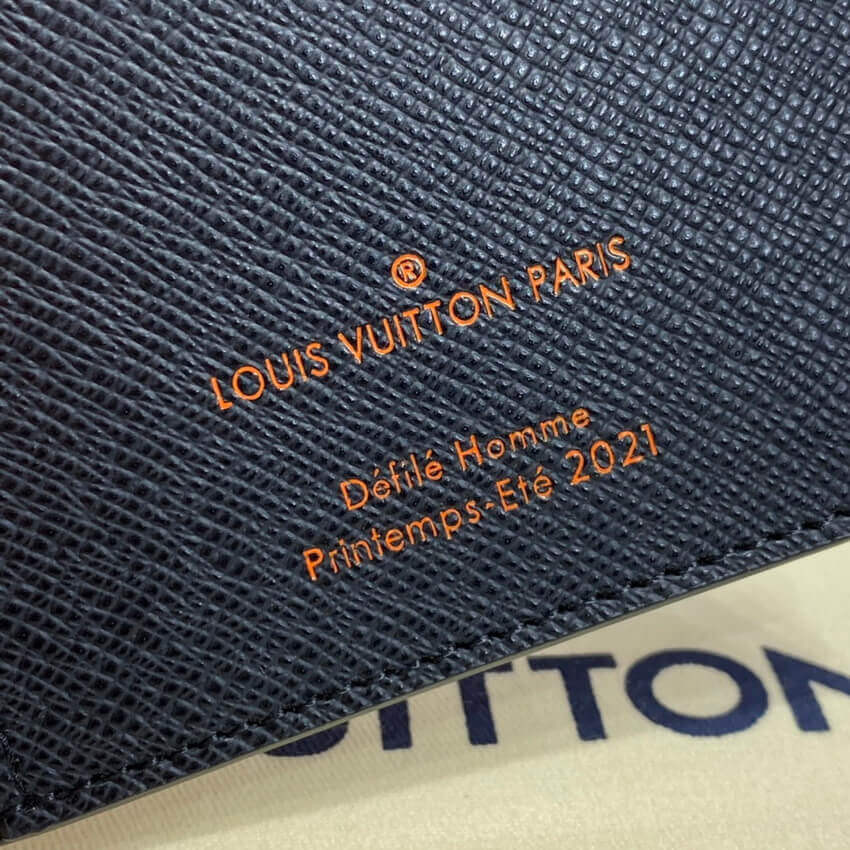 ®
LOUIS VUITTON PARIS
Défilé Homme
Printemps-Eté 2021
UITTON